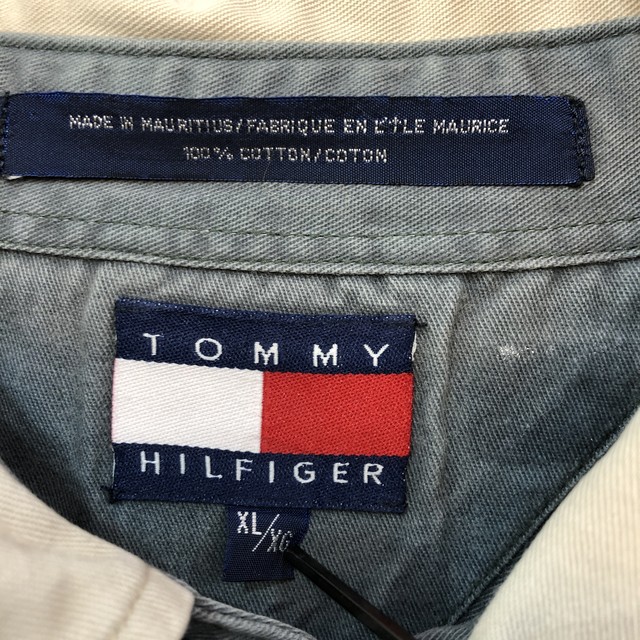 MADE IN MAURITIUS/FABRIQUE EN L'ÎLE MAURICE
100% COTTON/COTON
TOMMY
HILFIGER
XL/XG